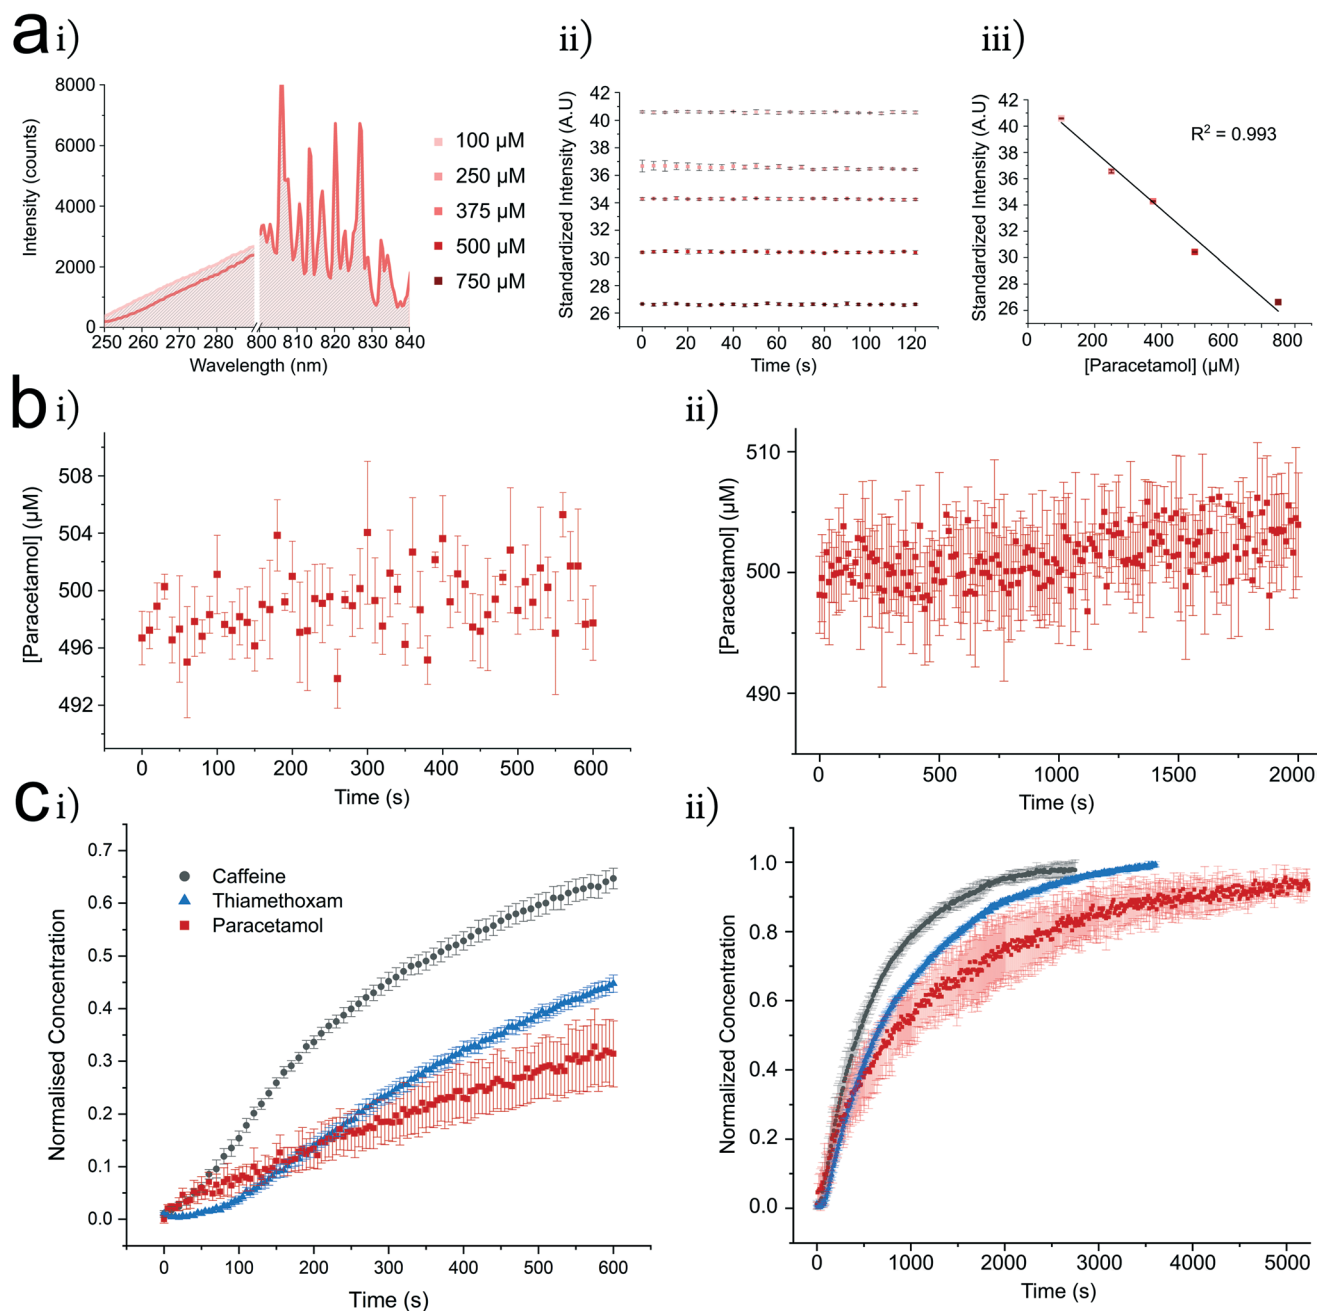 a i)
ii)
iii)
8000
6000
4000
2000
0
Intensity (counts)
250 260 270 280 800 810 820 830 840
Wavelength (nm)
100 µM
250 µM
375 µM
500 µM
750 µM
42
40
38
36
34
32
30
28
26
Standardized Intensity (A.U)
0 20 40 60 80 100 120
Time (s)
42
40
38
36
34
32
30
28
26
Standardized Intensity (A.U)
R² = 0.993
0 200 400 600 800
[Paracetamol] (µM)
b i)
ii)
508
504
500
496
492
[Paracetamol] (µM)
0 100 200 300 400 500 600
Time (s)
510
500
490
[Paracetamol] (µM)
0 500 1000 1500 2000
Time (s)
c i)
ii)
0.7
0.6
0.5
0.4
0.3
0.2
0.1
0.0
Normalised Concentration
Caffeine
Thiamethoxam
Paracetamol
0 100 200 300 400 500 600
Time (s)
1.0
0.8
0.6
0.4
0.2
0.0
Normalized Concentration
0 1000 2000 3000 4000 5000
Time (s)